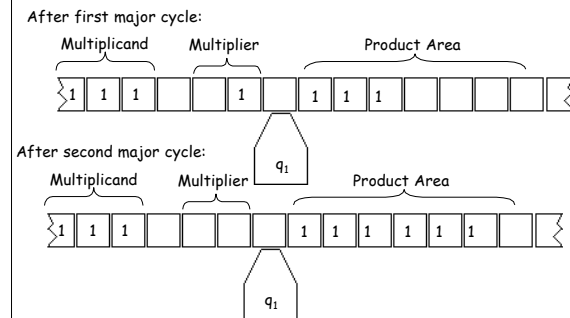 After first major cycle:
Multiplicand Multiplier Product Area
1 1 1 1 1 1 1
q1
After second major cycle:
Multiplicand Multiplier Product Area
1 1 1 1 1 1 1 1 1
q1